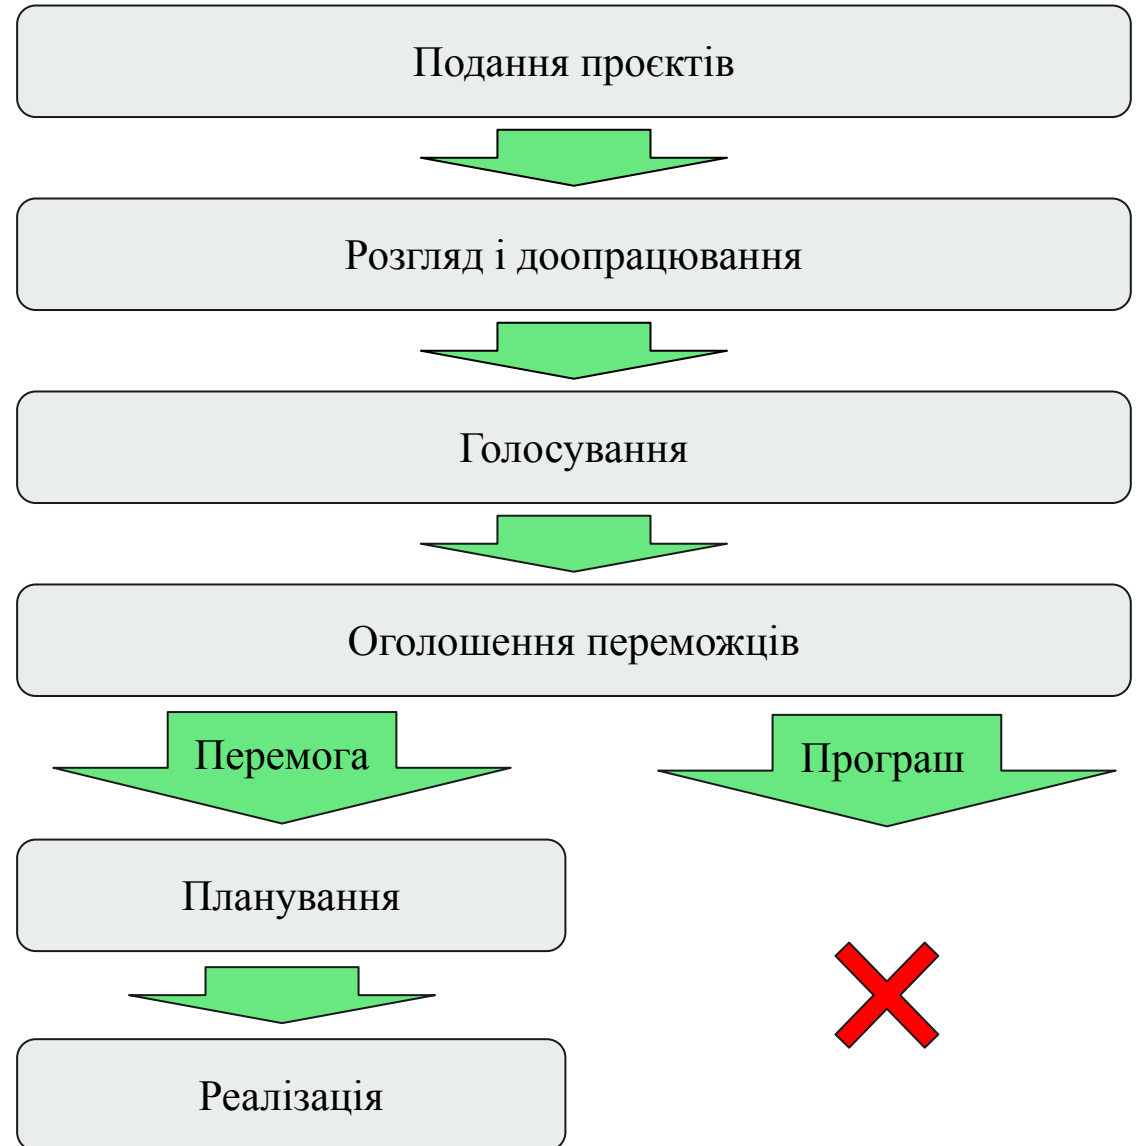 Подання проєктів
Розгляд і доопрацювання
Голосування
Оголошення переможців
Перемога
Програш
Планування
Реалізація